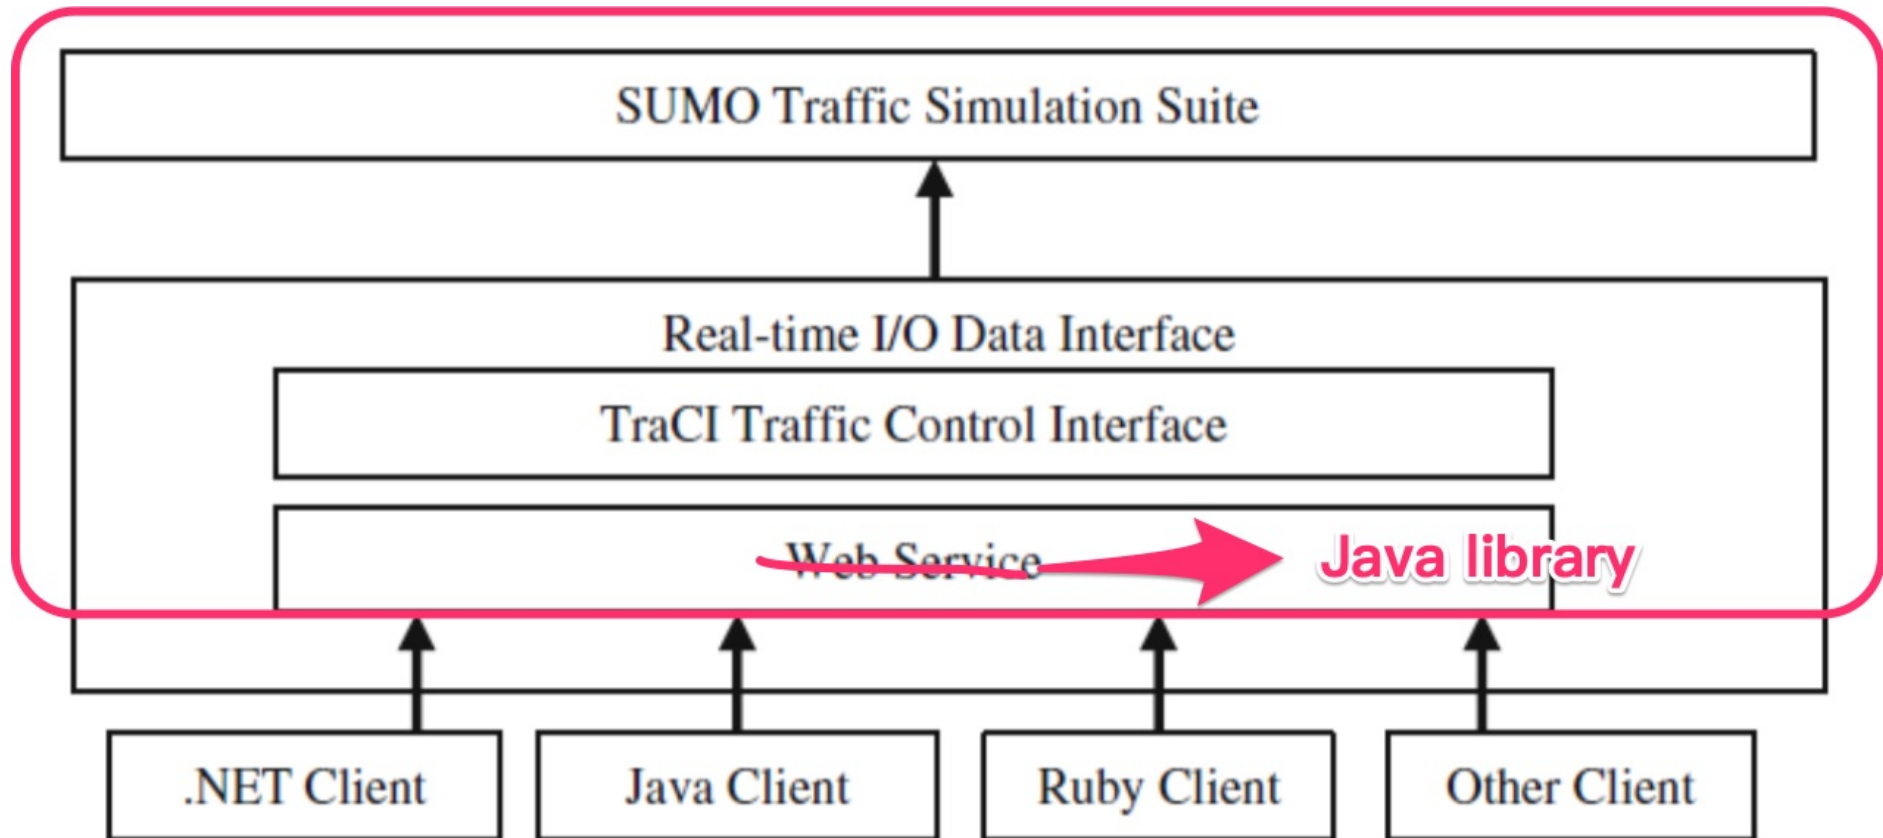 SUMO Traffic Simulation Suite
Real-time I/O Data Interface
TraCI Traffic Control Interface
Web Service Java library
.NET Client Java Client Ruby Client Other Client